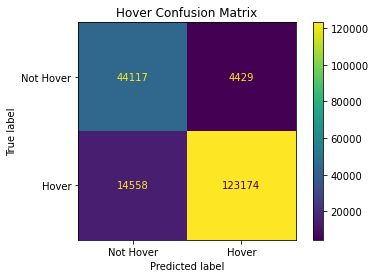 Hover Confusion Matrix
True label
Not Hover
Hover
44117
4429
14558
123174
Not Hover
Hover
Predicted label
120000
100000
80000
60000
40000
20000